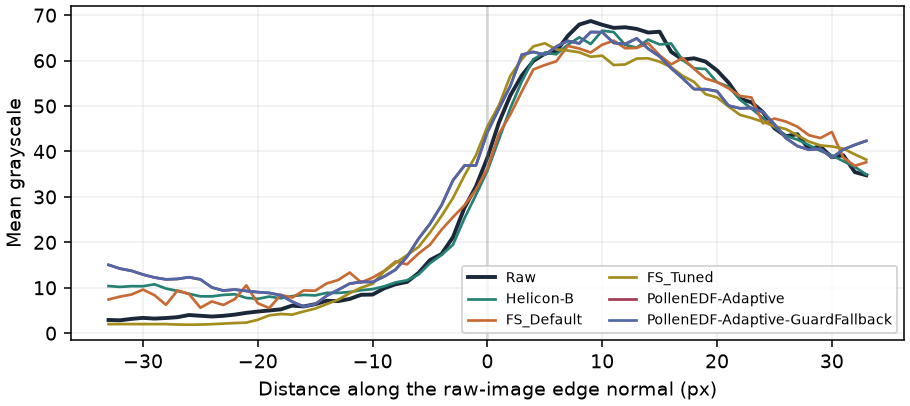 70
60
50
40
30
20
10
0
Mean grayscale
Raw
Helicon-B
FS_Default
FS_Tuned
PollenEDF-Adaptive
PollenEDF-Adaptive-GuardFallback
−30 −20 −10 0 10 20 30
Distance along the raw-image edge normal (px)